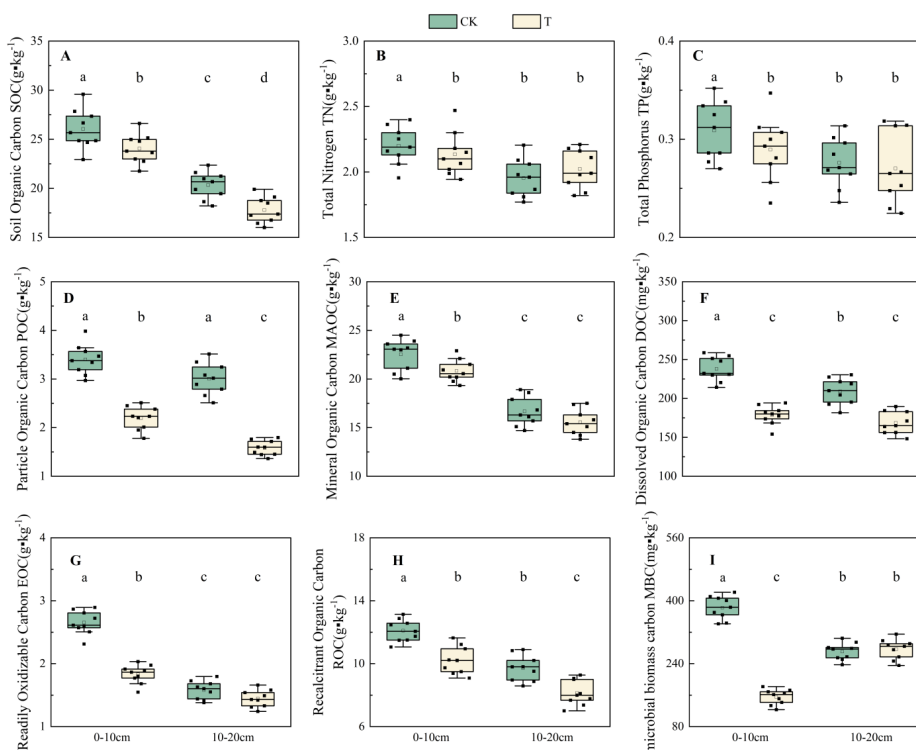 CK T
A
a b c d
35
30
25
20
15
Soil Organic Carbon SOC(g▪kg⁻¹)
B
a b b b
3.0
2.5
2.0
1.5
Total Nitrogen TN(g▪kg⁻¹)
C
a b b b
0.4
0.3
0.2
Total Phosphorus TP(g▪kg⁻¹)
D
a b a c
5
4
3
2
1
Particle Organic Carbon POC(g▪kg⁻¹)
E
a b c c
30
25
20
15
10
Mineral Organic Carbon MAOC(g▪kg⁻¹)
F
a c b c
350
300
250
200
150
100
Dissolved Organic Carbon DOC(mg▪kg⁻¹)
G
a b c c
4
3
2
1
Readily Oxidizable Carbon EOC(g▪kg⁻¹)
0-10cm 10-20cm
H
a b b c
18
16
14
12
10
8
6
Recalcitrant Organic Carbon
ROC(g▪kg⁻¹)
0-10cm 10-20cm
I
a c b b
560
400
240
80
microbial biomass carbon MBC(mg▪kg⁻¹)
0-10cm 10-20cm